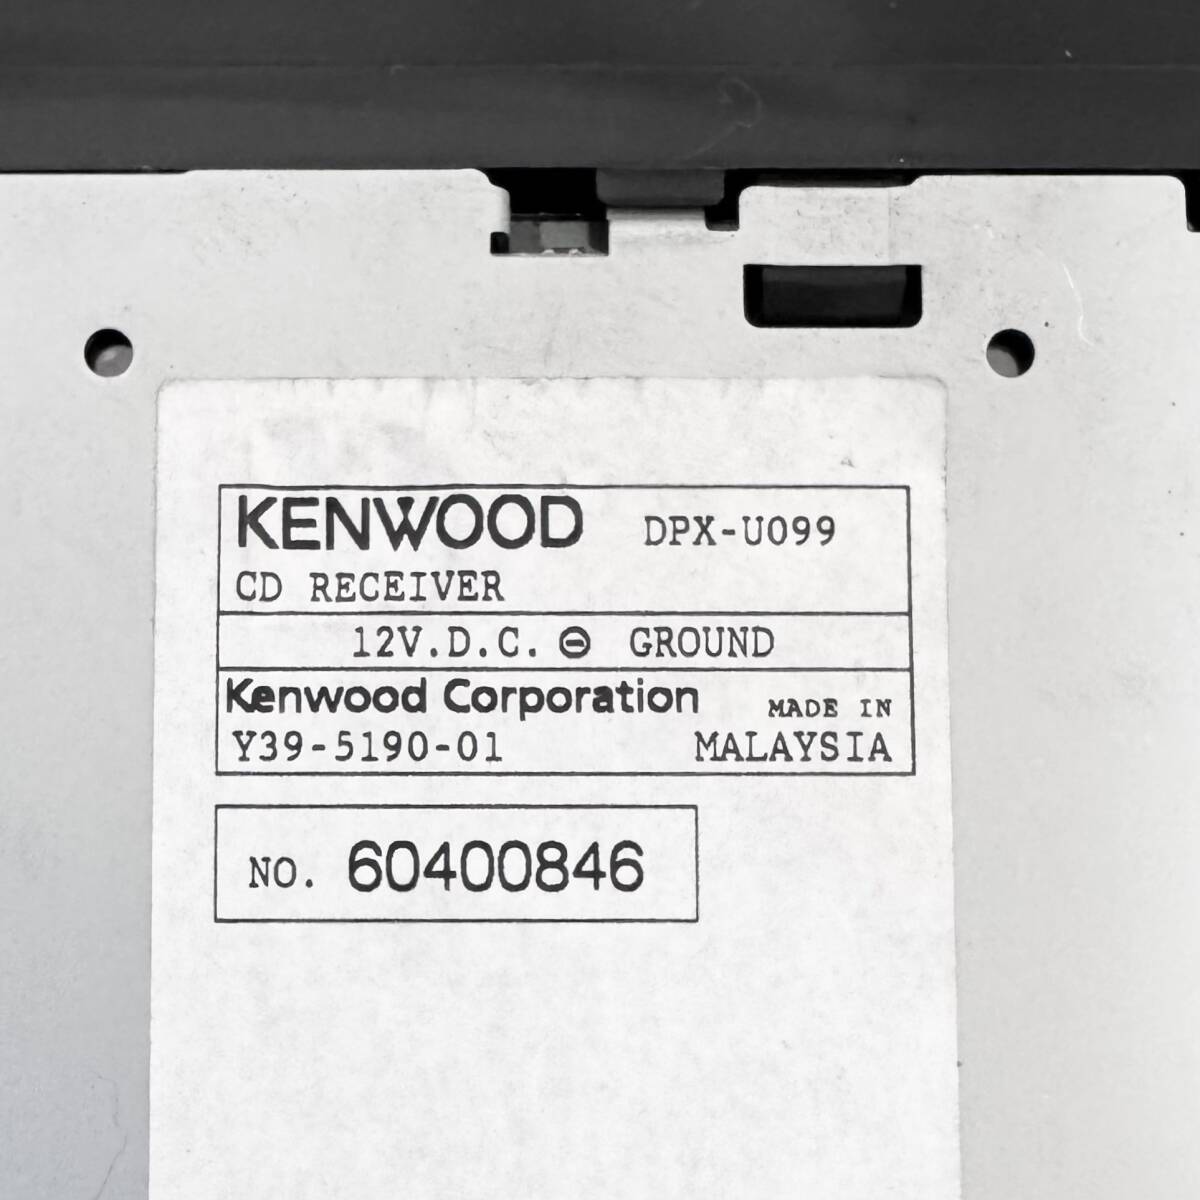 KENWOOD DPX-U099
CD RECEIVER
12V.D.C. ⊖ GROUND
Kenwood Corporation MADE IN
Y39-5190-01 MALAYSIA
NO. 60400846